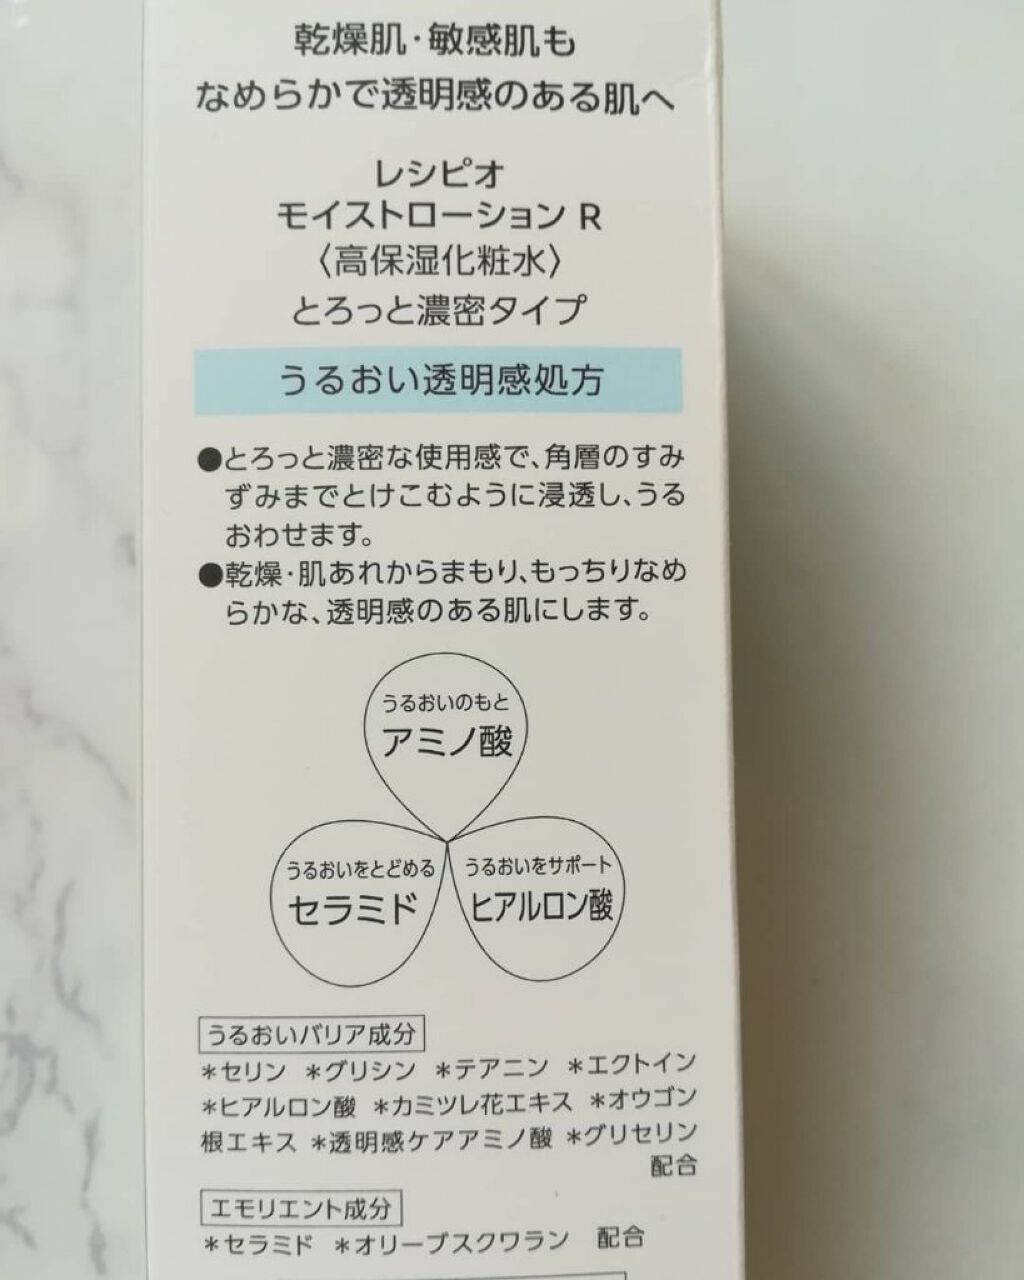 乾燥肌・敏感肌も
なめらかで透明感のある肌へ
レシピオ
モイストローション R
〈高保湿化粧水〉
とろっと濃密タイプ
うるおい透明感処方
●とろっと濃密な使用感で、角層のすみ
ずみまでとけこむように浸透し、うる
おわせます。
●乾燥・肌あれからまもり、もっちりなめ
らかな、透明感のある肌にします。
うるおいのもと
アミノ酸
うるおいをとどめる
セラミド
うるおいをサポート
ヒアルロン酸
うるおいバリア成分
＊セリン ＊グリシン ＊テアニン ＊エクトイン
＊ヒアルロン酸 ＊カミツレ花エキス ＊オウゴン
根エキス ＊透明感ケアアミノ酸 ＊グリセリン
配合
エモリエント成分
＊セラミド ＊オリーブスクワラン 配合